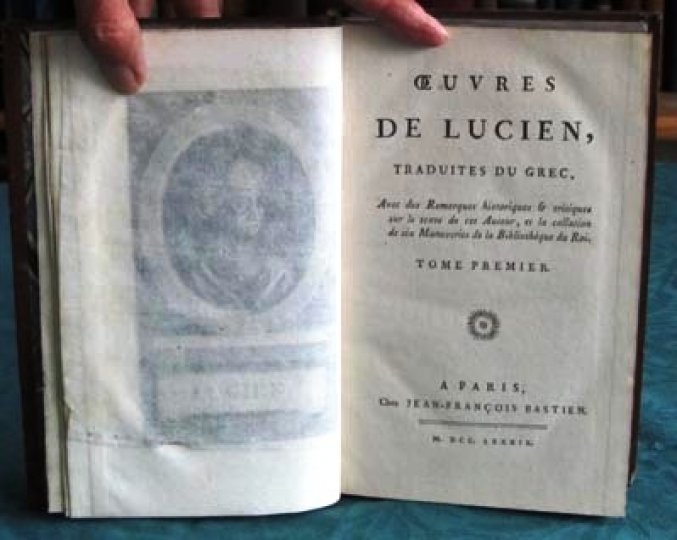 LUCIEN
ŒUVRES
DE LUCIEN,
TRADUITES DU GREC,
Avec des Remarques historiques & critiques
sur le texte de cet Auteur, et la collation
de six Manuscrits de la Bibliothèque du Roi,
TOME PREMIER.
A PARIS,
Chez JEAN-FRANÇOIS BASTIEN.
M. DCC. LXXXIX.